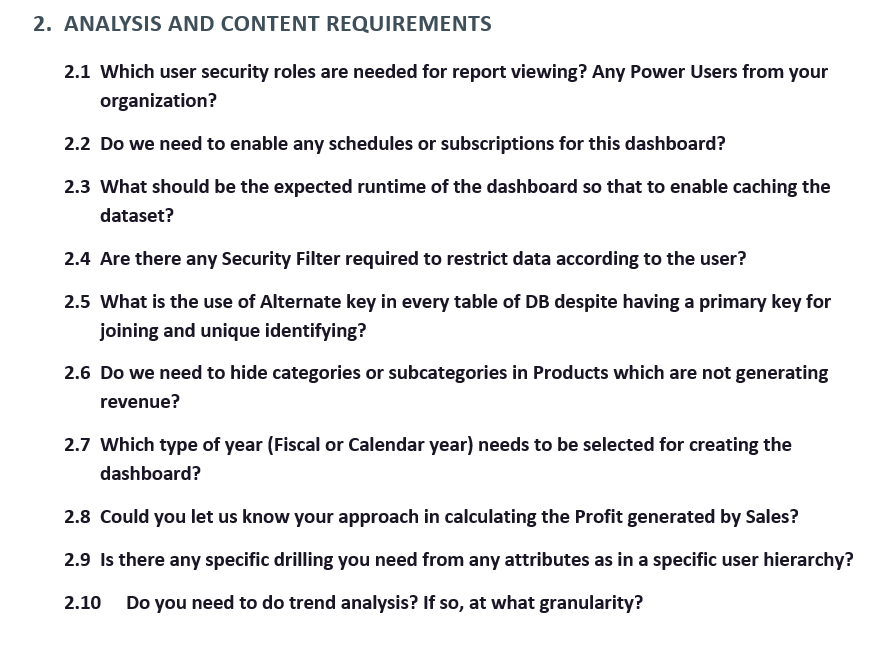 2. ANALYSIS AND CONTENT REQUIREMENTS
2.1 Which user security roles are needed for report viewing? Any Power Users from your
organization?
2.2 Do we need to enable any schedules or subscriptions for this dashboard?
2.3 What should be the expected runtime of the dashboard so that to enable caching the
dataset?
2.4 Are there any Security Filter required to restrict data according to the user?
2.5 What is the use of Alternate key in every table of DB despite having a primary key for
joining and unique identifying?
2.6 Do we need to hide categories or subcategories in Products which are not generating
revenue?
2.7 Which type of year (Fiscal or Calendar year) needs to be selected for creating the
dashboard?
2.8 Could you let us know your approach in calculating the Profit generated by Sales?
2.9 Is there any specific drilling you need from any attributes as in a specific user hierarchy?
2.10 Do you need to do trend analysis? If so, at what granularity?